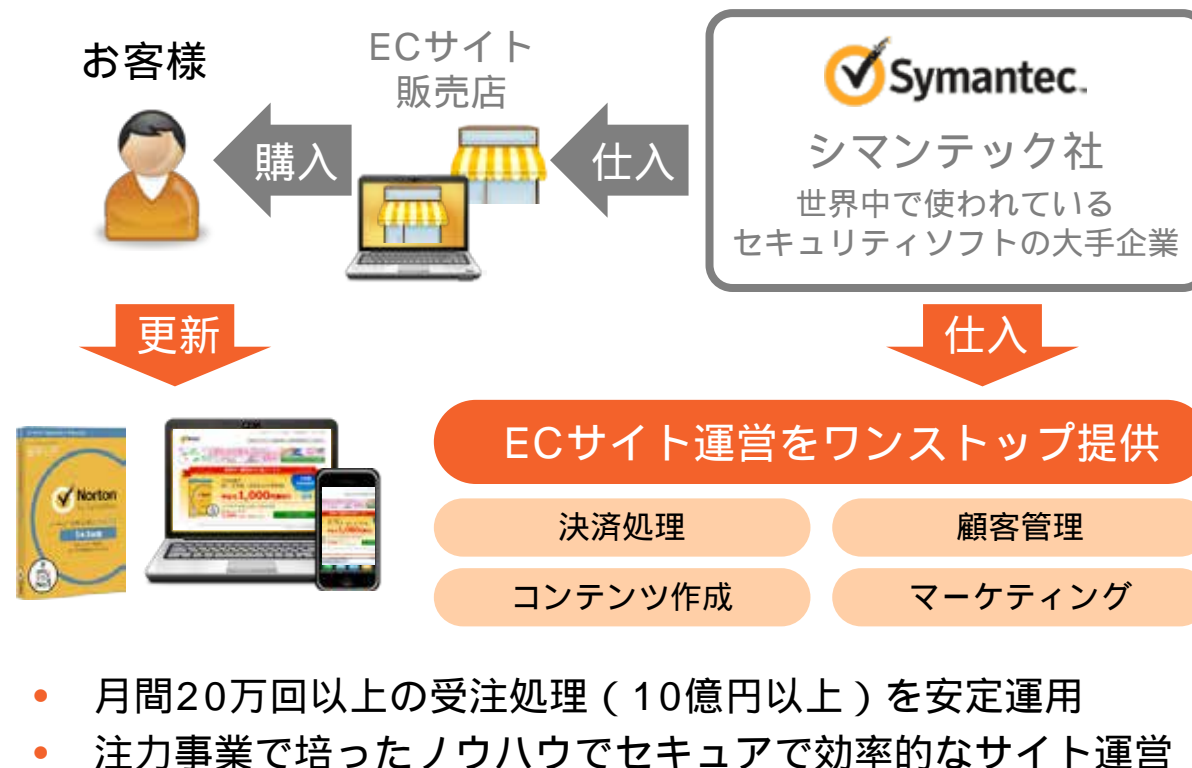 お客様
ECサイト
販売店
購入
仕入
Symantec.
シマンテック社
世界中で使われている
セキュリティソフトの大手企業
更新
仕入
Norton
1,000
ECサイト運営をワンストップ提供
決済処理
顧客管理
コンテンツ作成
マーケティング
• 月間20万回以上の受注処理(10億円以上)を安定運用
• 注力事業で培ったノウハウでセキュアで効率的なサイト運営